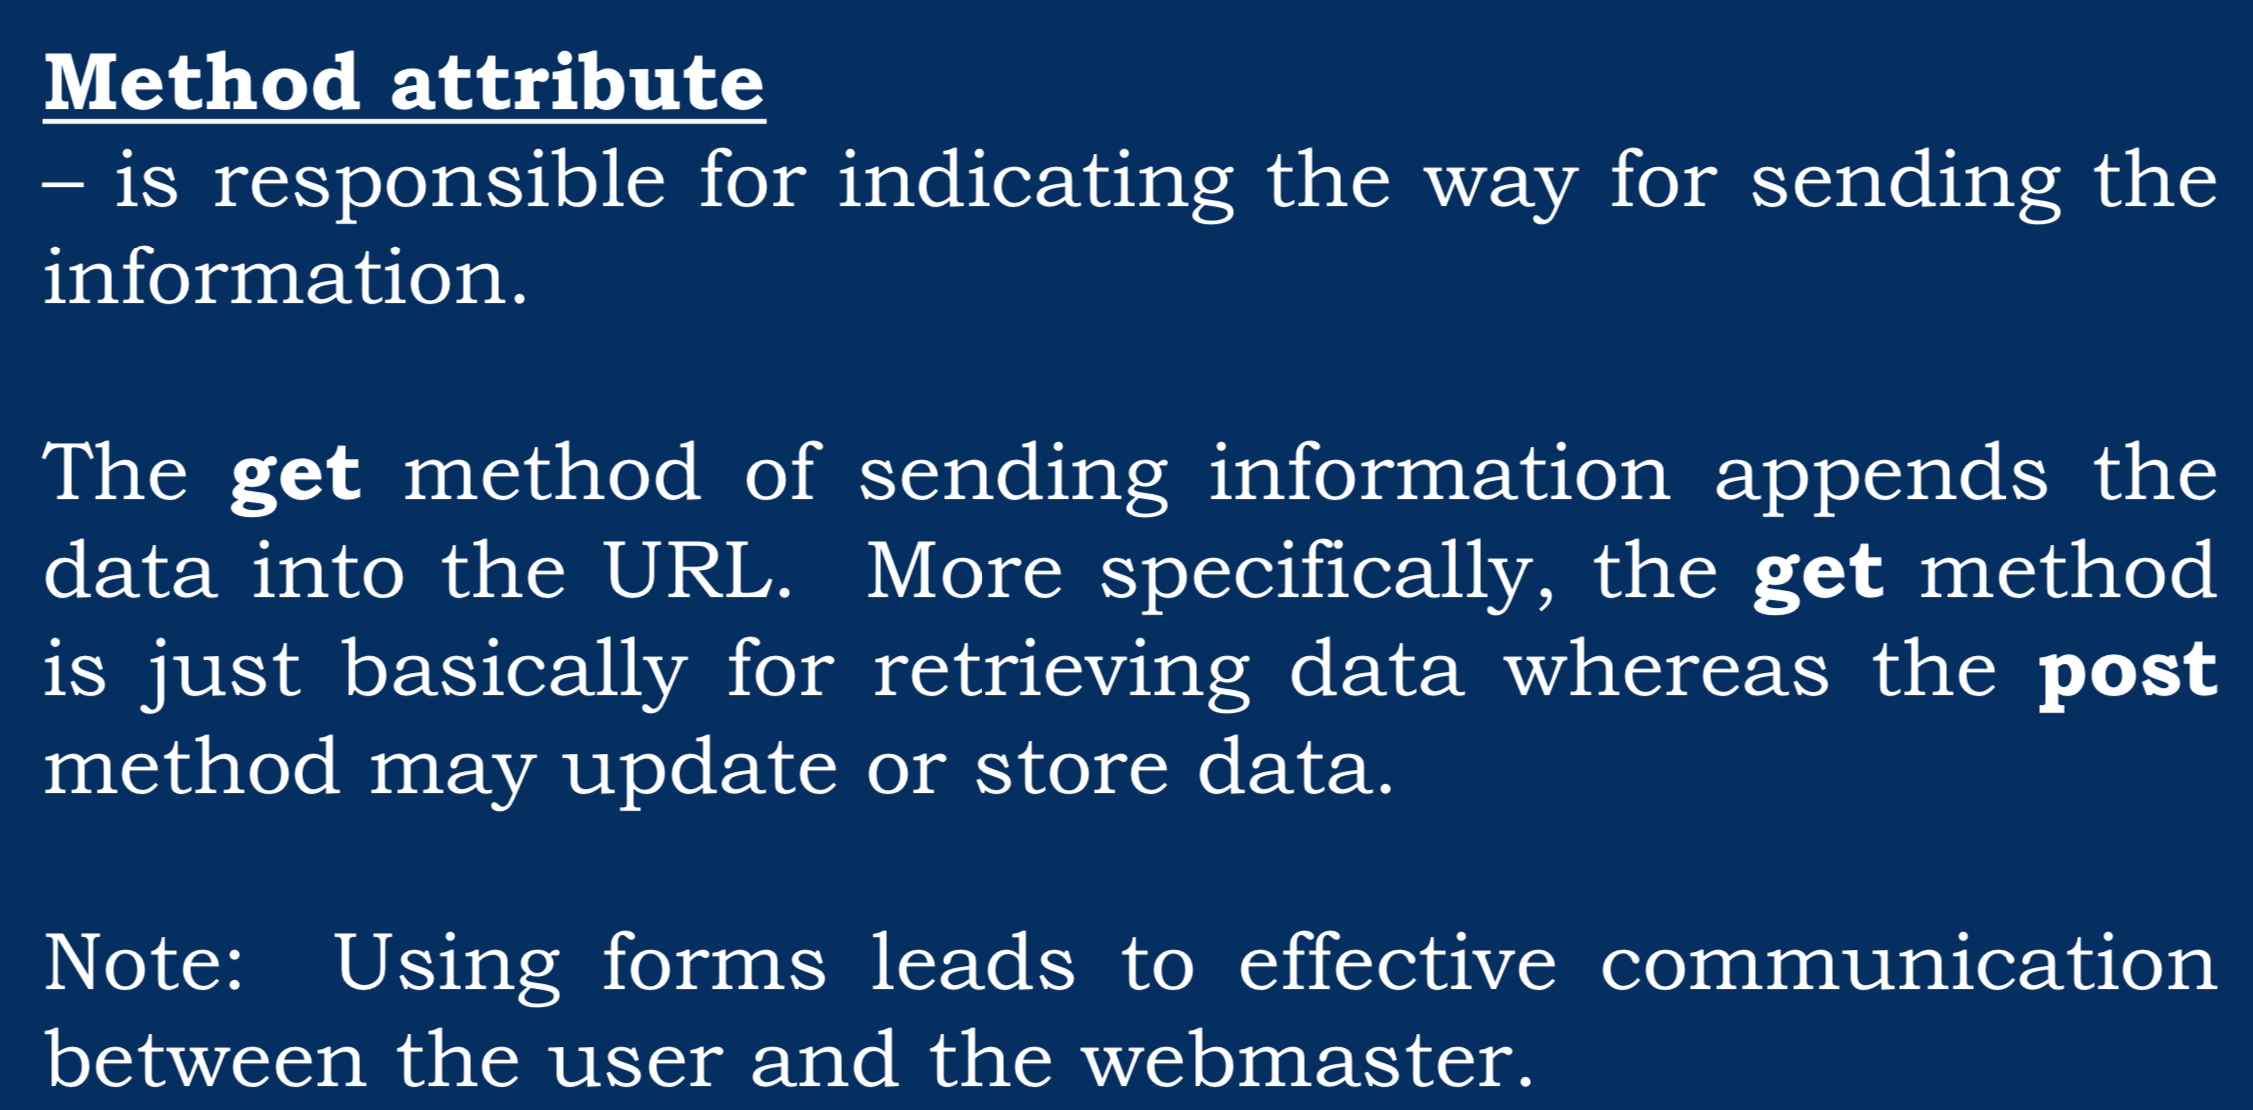 Method attribute
– is responsible for indicating the way for sending the
information.
The get method of sending information appends the
data into the URL. More specifically, the get method
is just basically for retrieving data whereas the post
method may update or store data.
Note: Using forms leads to effective communication
between the user and the webmaster.